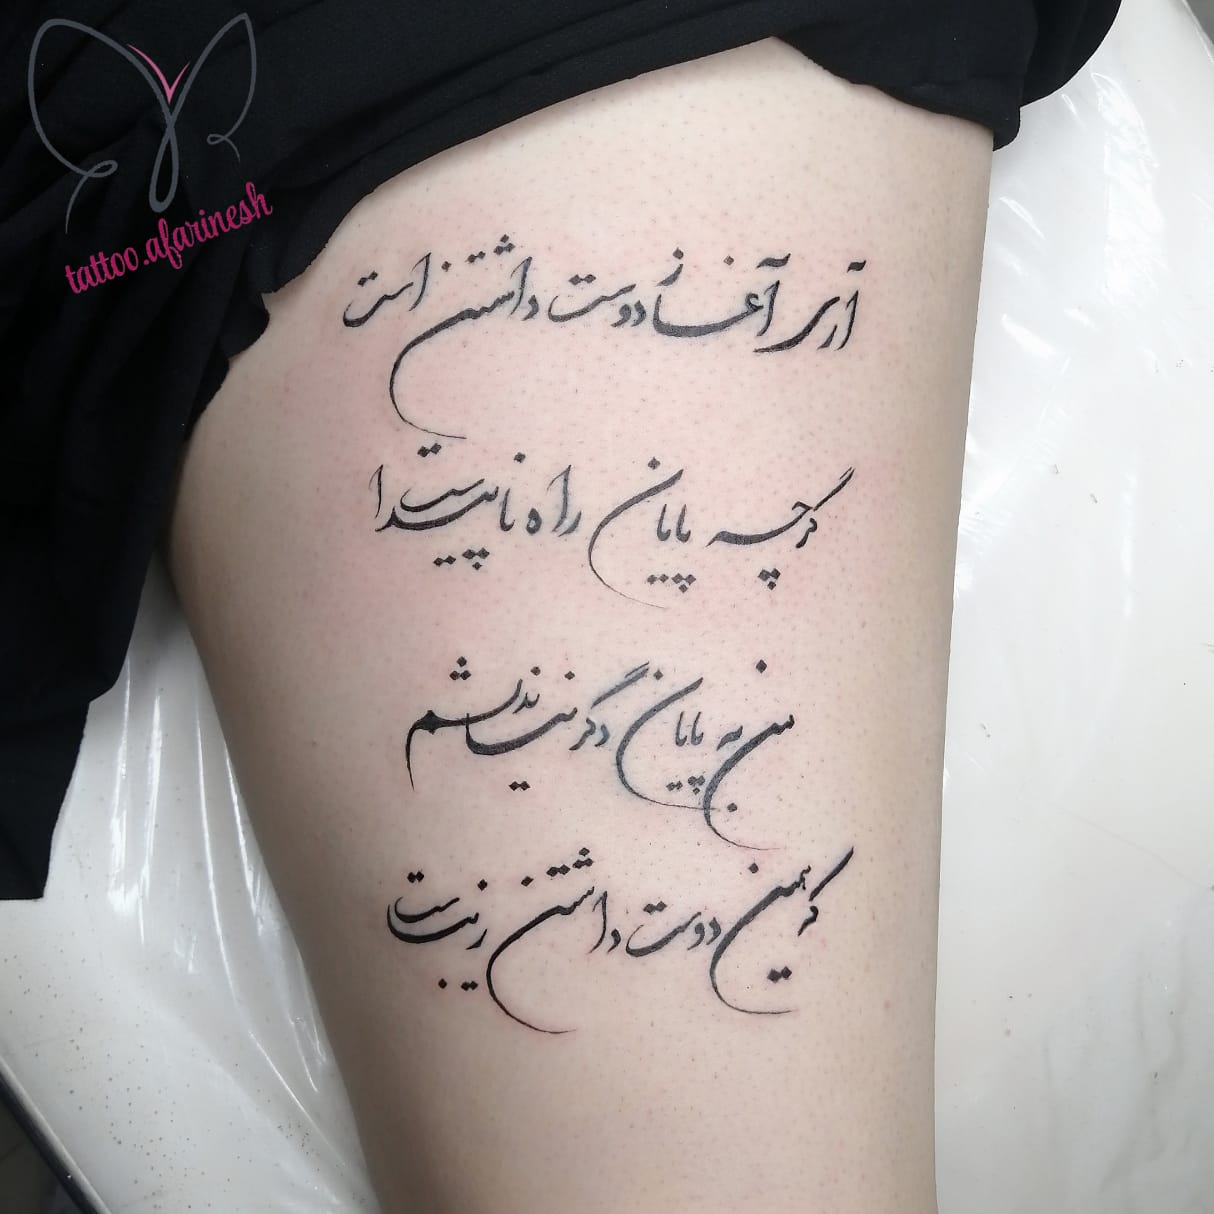 tattoo.afarinesh
آری آغاز دوست داشتن است
گرچه پایان راه ناپیداست
من به پایان دگر نیندیشم
که همین دوست داشتن زیباست